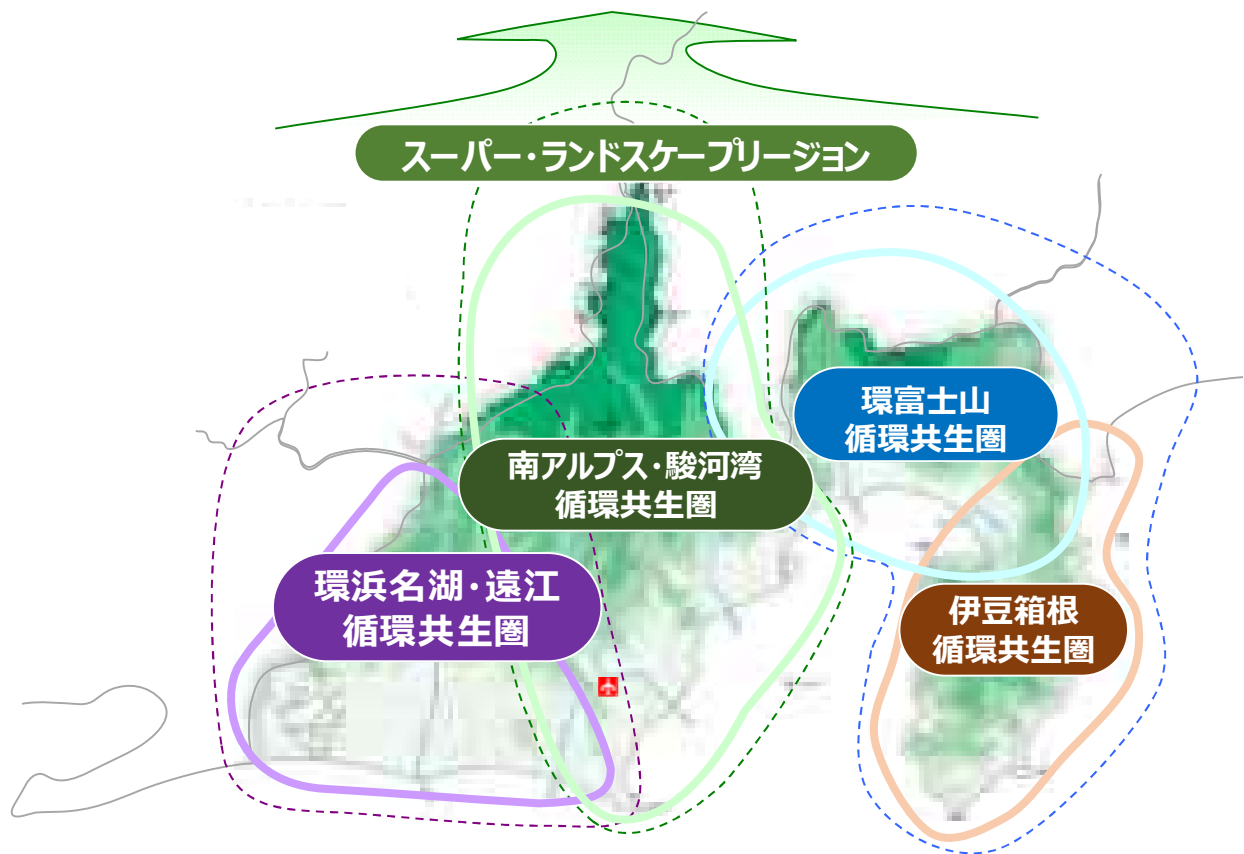 スーパー・ランドスケープリージョン
環富士山
循環共生圏
南アルプス・駿河湾
循環共生圏
環浜名湖・遠江
循環共生圏
伊豆箱根
循環共生圏